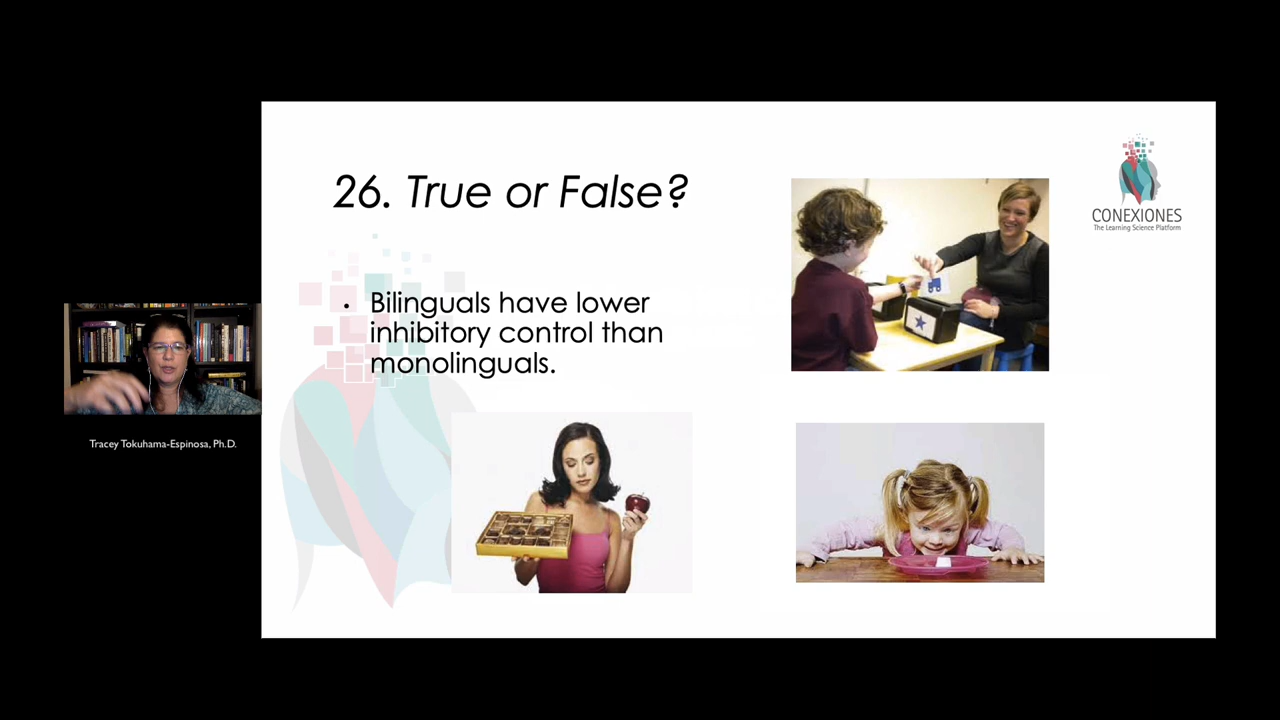 26. True or False?
• Bilinguals have lower
inhibitory control than
monolinguals.
CONEXIONES
The Learning Science Platform
Tracey Tokuhama-Espinosa, Ph.D.